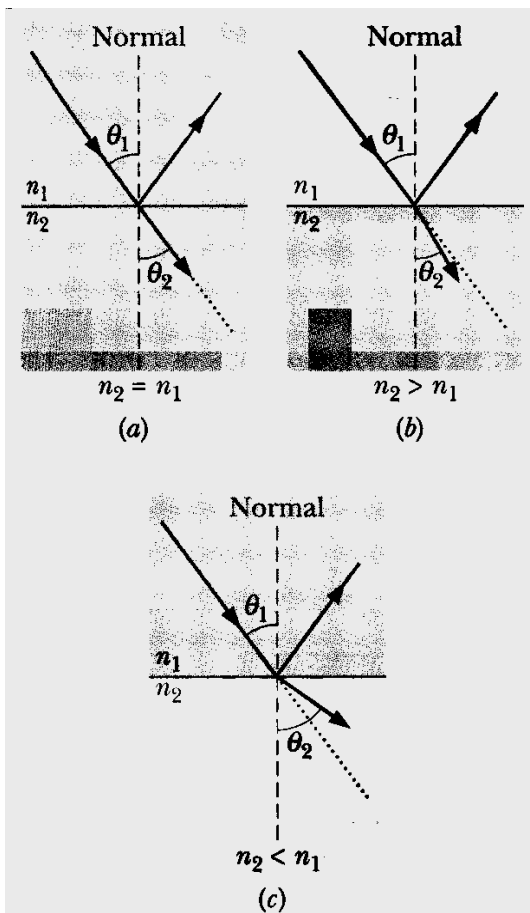 Normal
θ₁
n₁
n₂
θ₂
n₂ = n₁
(a)
Normal
θ₁
n₁
n₂
θ₂
n₂ > n₁
(b)
Normal
θ₁
n₁
n₂
θ₂
n₂ < n₁
(c)